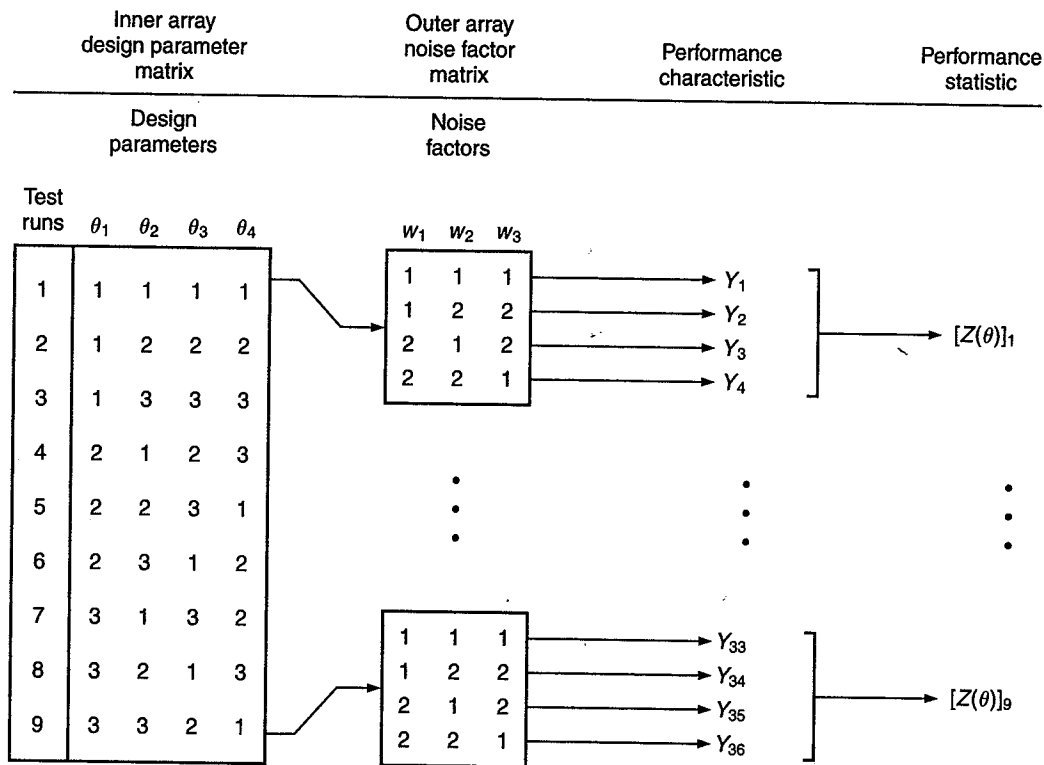 Inner array
design parameter
matrix
Outer array
noise factor
matrix
Performance
characteristic
Performance
statistic
Design
parameters
Noise
factors
Test
runs θ₁ θ₂ θ₃ θ₄
w₁ w₂ w₃
1 1 1 1 1
2 1 2 2 2
3 1 3 3 3
4 2 1 2 3
5 2 2 3 1
6 2 3 1 2
7 3 1 3 2
8 3 2 1 3
9 3 3 2 1
1 1 1 Y₁
1 2 2 Y₂
2 1 2 Y₃
2 2 1 Y₄
[Z(θ)]₁
1 1 1 Y₃₃
1 2 2 Y₃₄
2 1 2 Y₃₅
2 2 1 Y₃₆
[Z(θ)]₉